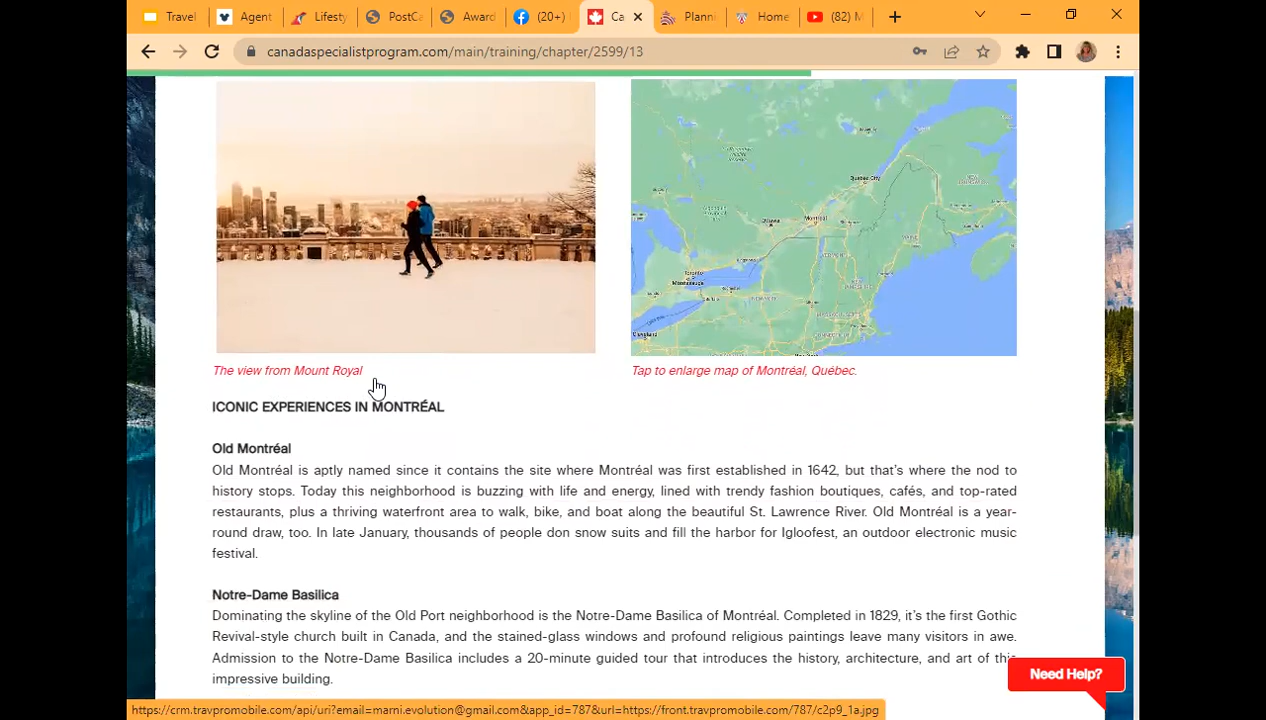 Travel
Agent
Lifesty
PostCa
Award
(20+)
Ca
Planni
Home
(82) M
canadaspecialistprogram.com/main/training/chapter/2599/13
Québec City
Ottawa
Montréal
MAINE
Toronto
Mississauga
Cleveland
The view from Mount Royal
Tap to enlarge map of Montréal, Québec.
ICONIC EXPERIENCES IN MONTRÉAL
Old Montréal
Old Montréal is aptly named since it contains the site where Montréal was first established in 1642, but that's where the nod to
history stops. Today this neighborhood is buzzing with life and energy, lined with trendy fashion boutiques, cafés, and top-rated
restaurants, plus a thriving waterfront area to walk, bike, and boat along the beautiful St. Lawrence River. Old Montréal is a year-
round draw, too. In late January, thousands of people don snow suits and fill the harbor for Igloofest, an outdoor electronic music
festival.
Notre-Dame Basilica
Dominating the skyline of the Old Port neighborhood is the Notre-Dame Basilica of Montréal. Completed in 1829, it's the first Gothic
Revival-style church built in Canada, and the stained-glass windows and profound religious paintings leave many visitors in awe.
Admission to the Notre-Dame Basilica includes a 20-minute guided tour that introduces the history, architecture, and art of this
impressive building.
Need Help?
https://crm.travpromobile.com/api/uri?email=marni.evolution@gmail.com&app_id=787&url=https://front.travpromobile.com/787/c2p9_1a.jpg